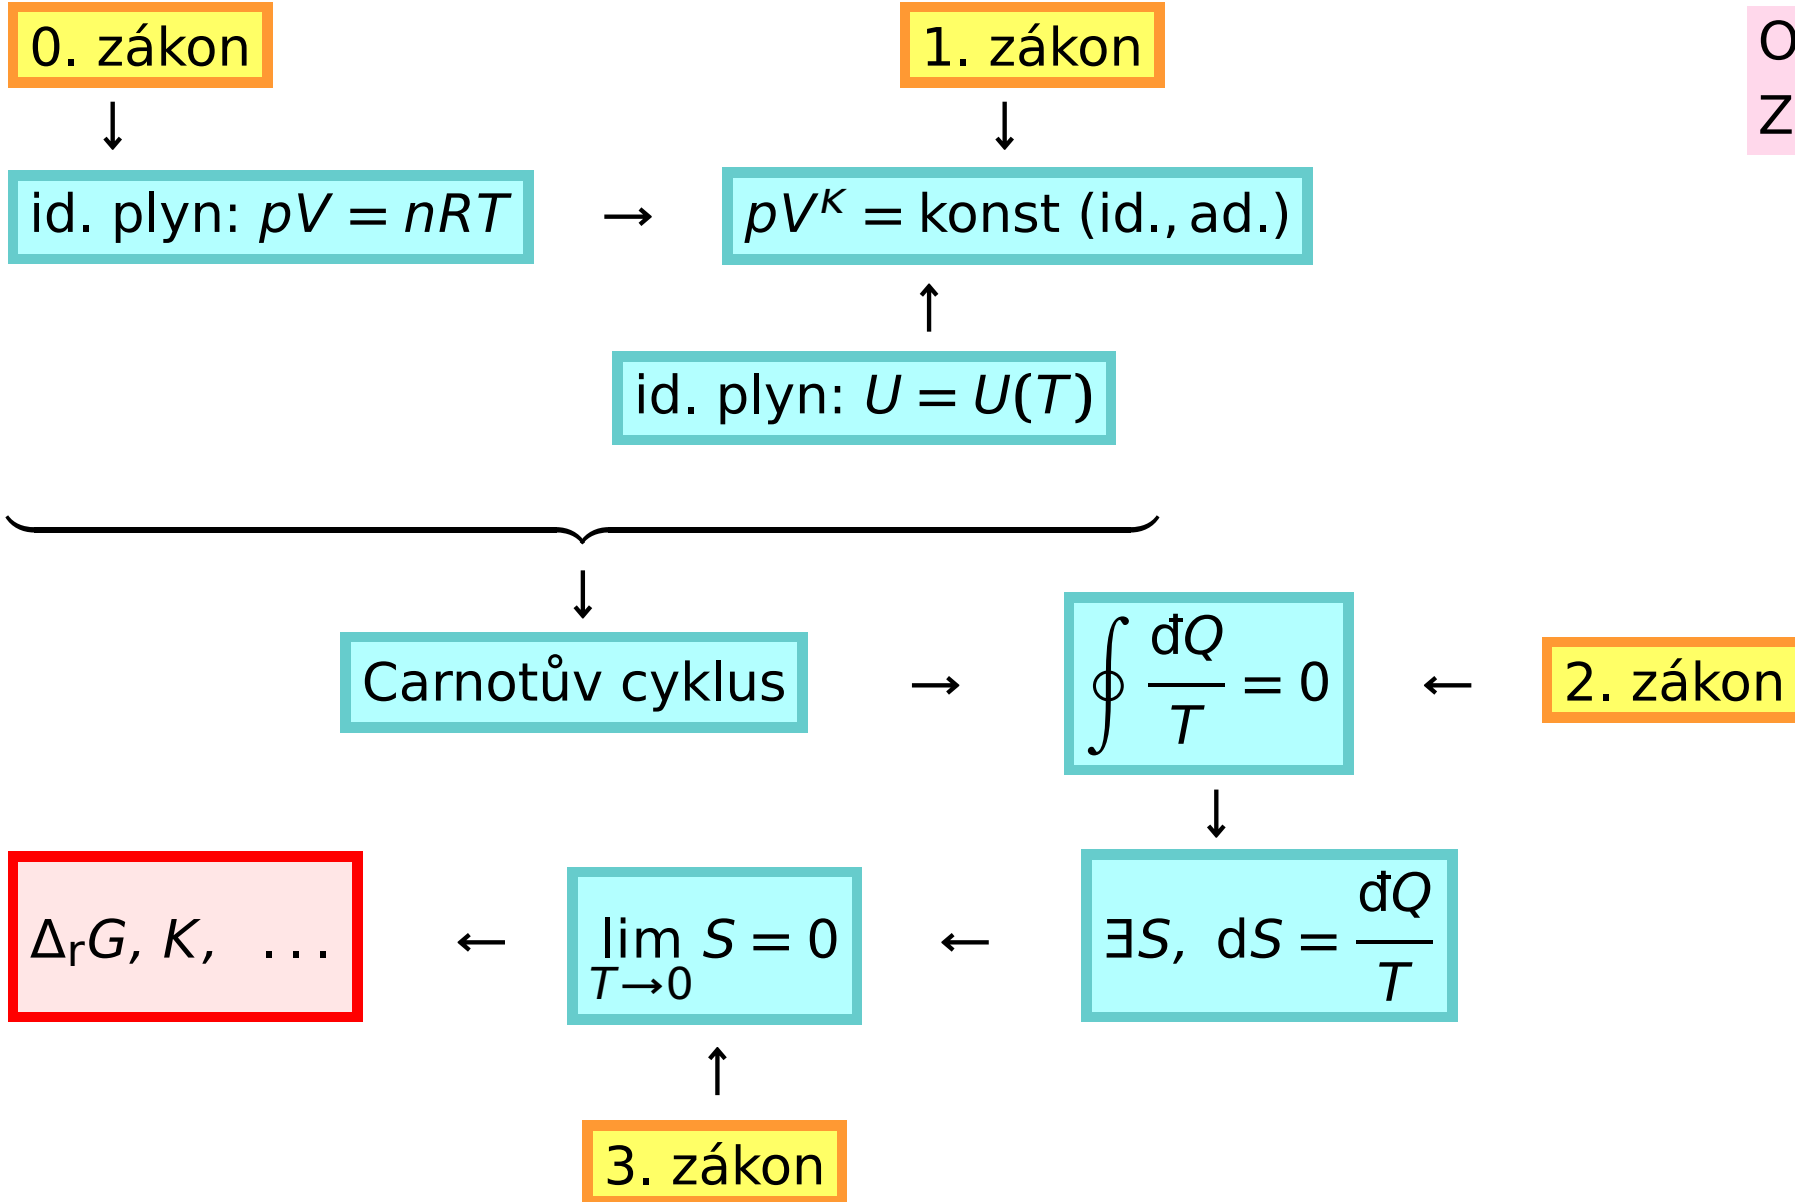 0. zákon
1. zákon
id. plyn: pV = nRT
→ pV^κ = konst (id., ad.)
id. plyn: U = U(T)
Carnotův cyklus → ∮ đQ/T = 0 ← 2. zákon
Δ_rG, K, ... ← lim_{T→0} S = 0 ← ∃S, dS = đQ/T
3. zákon